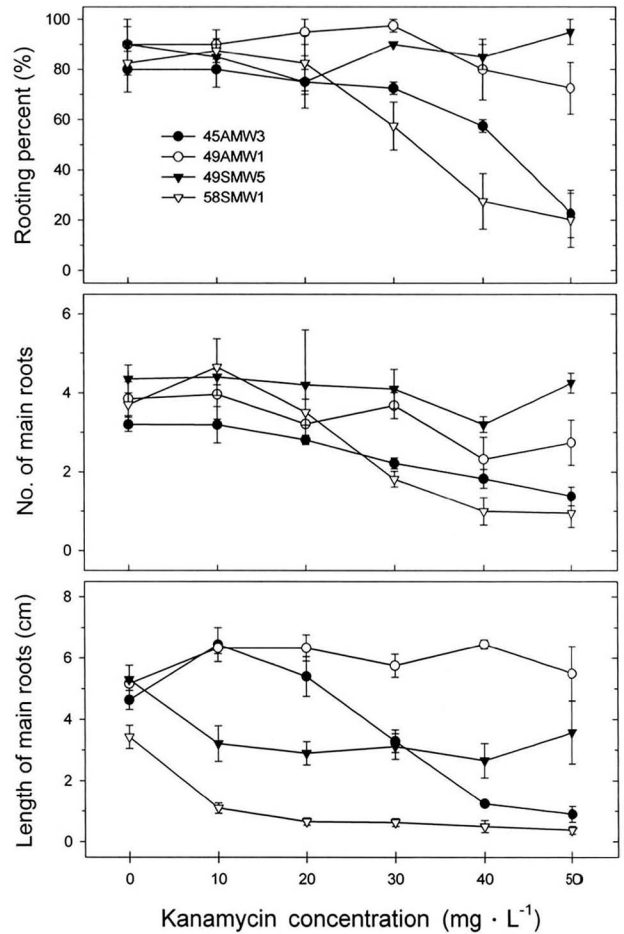 100
80
60
40
20
0
Rooting percent (%)
45AMW3
49AMW1
49SMW5
58SMW1
6
4
2
0
No. of main roots
8
6
4
2
0
Length of main roots (cm)
0 10 20 30 40 50
Kanamycin concentration (mg · L⁻¹)